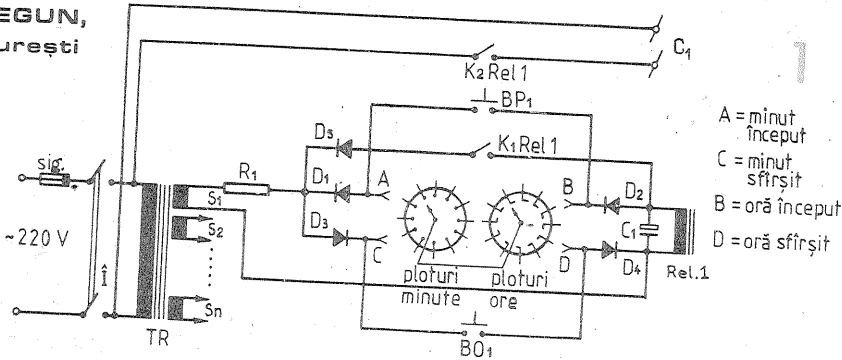 EGUN,
urești
1
C₁
K₂ Rel 1
BP₁
A = minut
început
C = minut
sfîrșit
B = oră început
D = oră sfîrșit
D₅
K₁ Rel 1
sig.
R₁
D₁
A
B
D₂
S₁
D₃
C₁
S₂
C
D
D₄
Rel.1
~220 V
Î
ploturi
minute
ploturi
ore
Sn
TR
BO₁